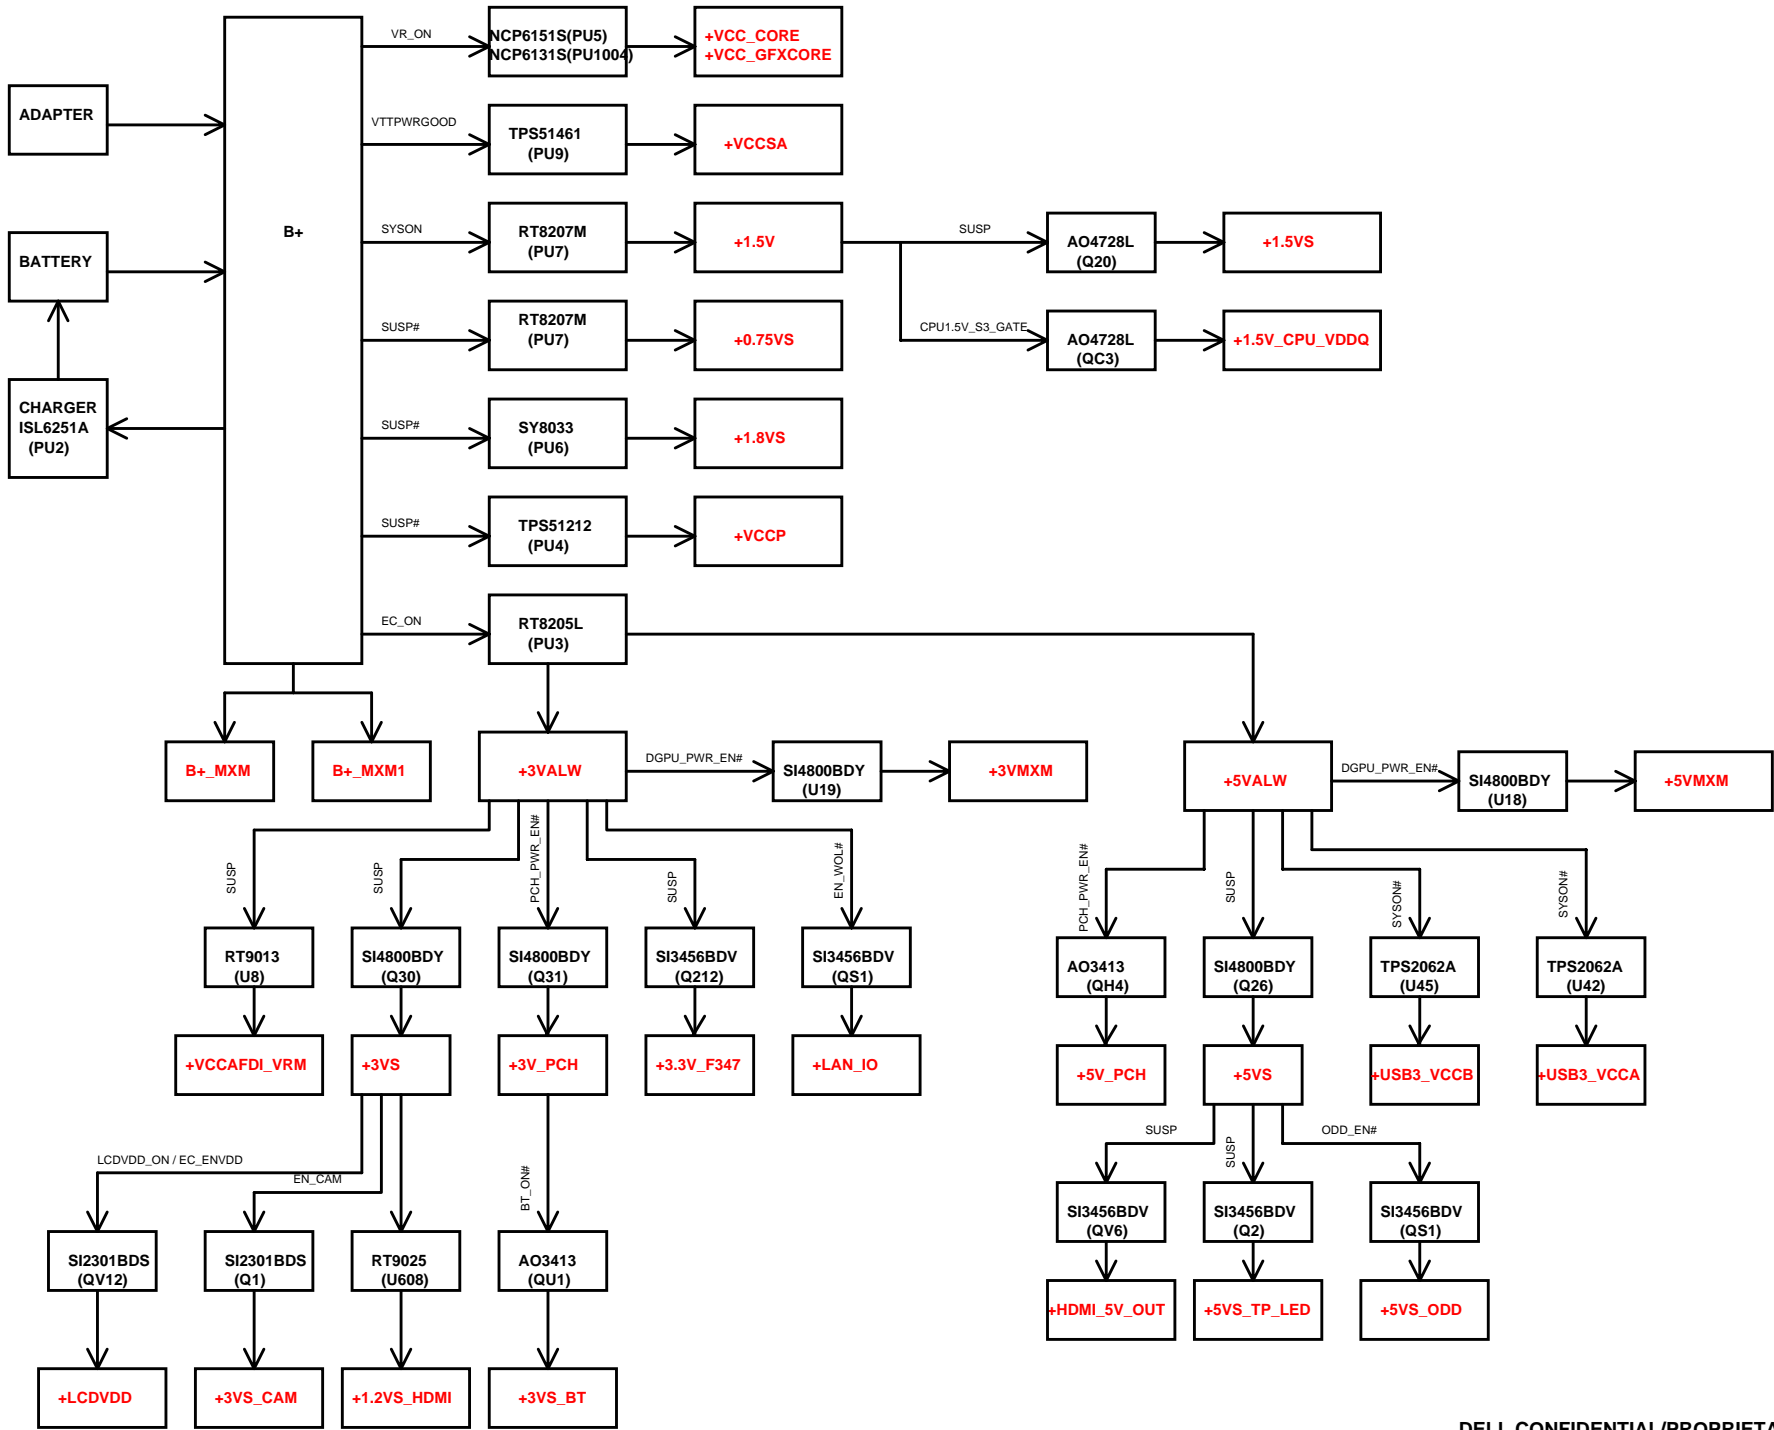 VR_ON
NCP6151S(PU5)
NCP6131S(PU1004)
+VCC_CORE
+VCC_GFXCORE
ADAPTER
VTTPWRGOOD
TPS51461
(PU9)
+VCCSA
B+
SYSON
RT8207M
(PU7)
+1.5V
SUSP
AO4728L
(Q20)
+1.5VS
BATTERY
SUSP#
RT8207M
(PU7)
+0.75VS
CPU1.5V_S3_GATE
AO4728L
(QC3)
+1.5V_CPU_VDDQ
CHARGER
ISL6251A
(PU2)
SUSP#
SY8033
(PU6)
+1.8VS
SUSP#
TPS51212
(PU4)
+VCCP
EC_ON
RT8205L
(PU3)
B+_MXM
B+_MXM1
+3VALW
DGPU_PWR_EN#
SI4800BDY
(U19)
+3VMXM
+5VALW
DGPU_PWR_EN#
SI4800BDY
(U18)
+5VMXM
SUSP
SUSP
PCH_PWR_EN#
SUSP
EN_WOL#
PCH_PWR_EN#
SUSP
SYSON#
SYSON#
RT9013
(U8)
SI4800BDY
(Q30)
SI4800BDY
(Q31)
SI3456BDV
(Q212)
SI3456BDV
(QS1)
AO3413
(QH4)
SI4800BDY
(Q26)
TPS2062A
(U45)
TPS2062A
(U42)
+VCCAFDI_VRM
+3VS
+3V_PCH
+3.3V_F347
+LAN_IO
+5V_PCH
+5VS
+USB3_VCCB
+USB3_VCCA
LCDVDD_ON / EC_ENVDD
EN_CAM
BT_ON#
SUSP
SUSP
ODD_EN#
SI2301BDS
(QV12)
SI2301BDS
(Q1)
RT9025
(U608)
AO3413
(QU1)
SI3456BDV
(QV6)
SI3456BDV
(Q2)
SI3456BDV
(QS1)
+HDMI_5V_OUT
+5VS_TP_LED
+5VS_ODD
+LCDVDD
+3VS_CAM
+1.2VS_HDMI
+3VS_BT
DELL CONFIDENTIAL/PROPRIETA